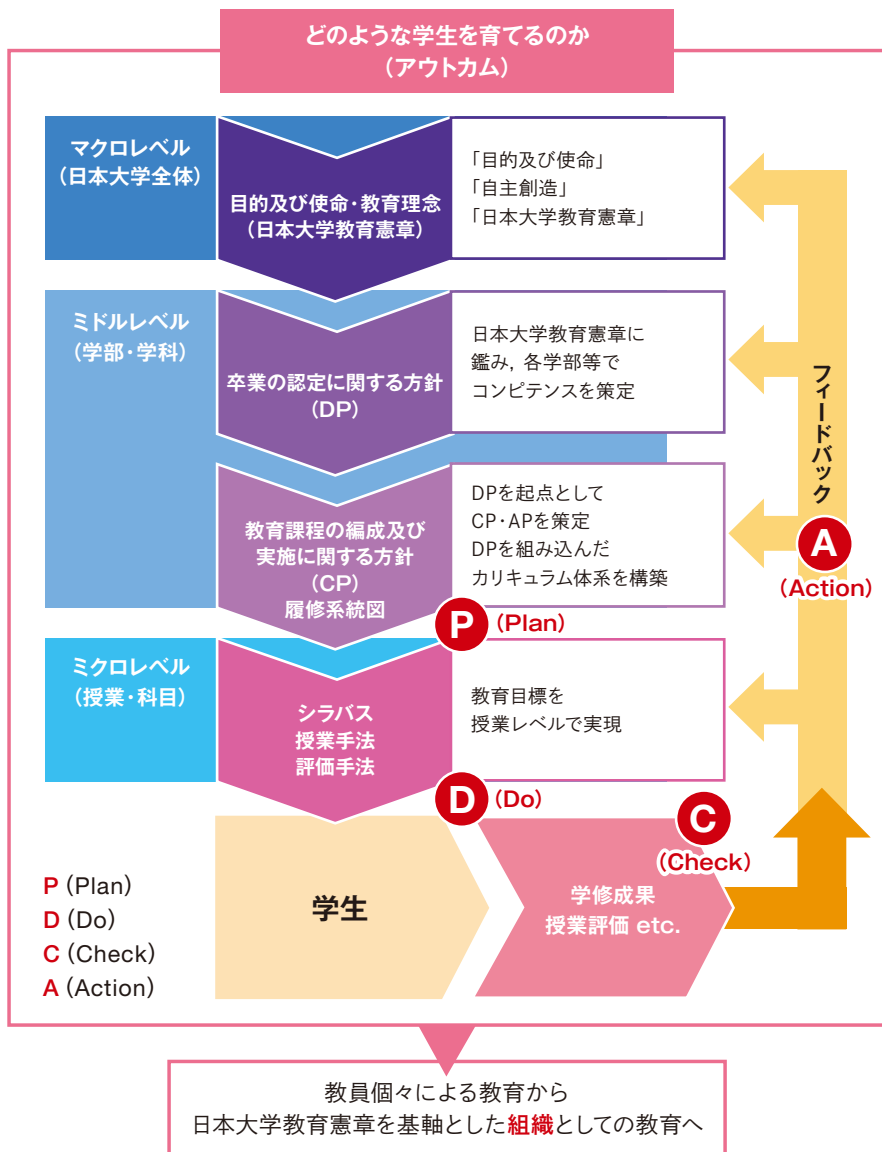 どのような学生を育てるのか
（アウトカム）
マクロレベル
（日本大学全体）
目的及び使命・教育理念
（日本大学教育憲章）
「目的及び使命」
「自主創造」
「日本大学教育憲章」
ミドルレベル
（学部・学科）
卒業の認定に関する方針
（DP）
日本大学教育憲章に
鑑み，各学部等で
コンピテンスを策定
教育課程の編成及び
実施に関する方針
（CP）
履修系統図
DPを起点として
CP・APを策定
DPを組み込んだ
カリキュラム体系を構築
P (Plan)
ミクロレベル
（授業・科目）
シラバス
授業手法
評価手法
教育目標を
授業レベルで実現
D (Do)
学生
C
(Check)
学修成果
授業評価 etc.
フィードバック
A
(Action)
P (Plan)
D (Do)
C (Check)
A (Action)
教員個々による教育から
日本大学教育憲章を基軸とした組織としての教育へ